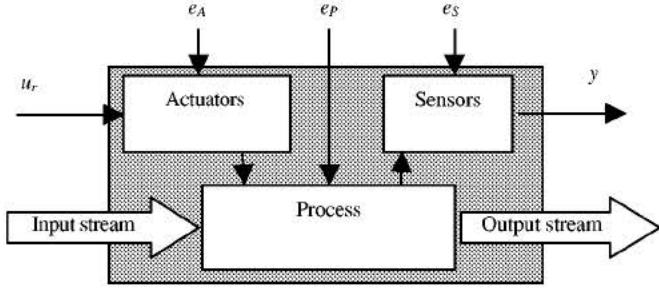 e_A e_P e_S
u_r Actuators Sensors y
Process
Input stream Output stream